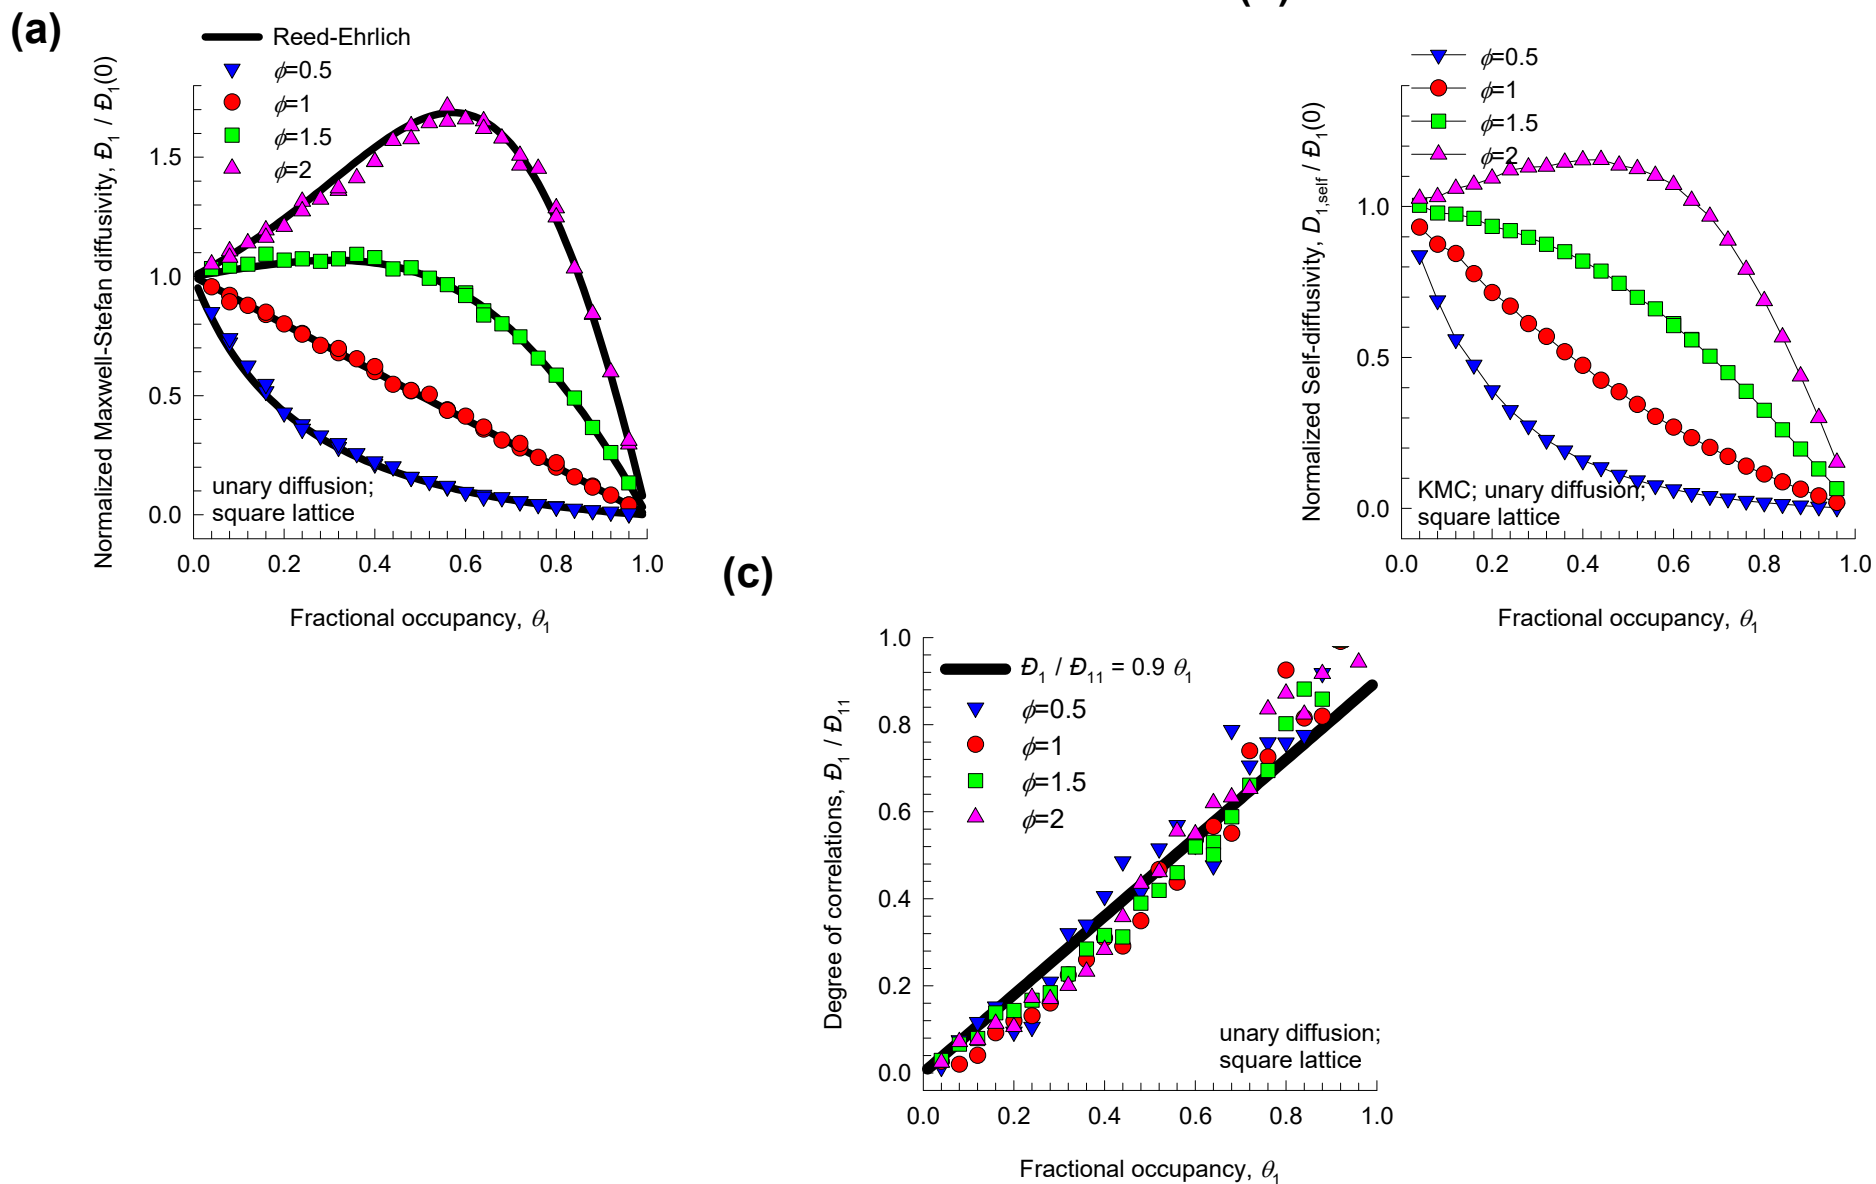 (a)
Reed-Ehrlich
ϕ=0.5
ϕ=1
ϕ=1.5
ϕ=2
Normalized Maxwell-Stefan diffusivity, Đ₁ / Đ₁(0)
1.5
1.0
0.5
0.0
unary diffusion;
square lattice
0.0 0.2 0.4 0.6 0.8 1.0
Fractional occupancy, θ₁
ϕ=0.5
ϕ=1
ϕ=1.5
ϕ=2
Normalized Self-diffusivity, D₁,self / Đ₁(0)
1.0
0.5
0.0
KMC; unary diffusion;
square lattice
0.0 0.2 0.4 0.6 0.8 1.0
Fractional occupancy, θ₁
(c)
Đ₁ / Đ₁₁ = 0.9 θ₁
ϕ=0.5
ϕ=1
ϕ=1.5
ϕ=2
Degree of correlations, Đ₁ / Đ₁₁
1.0
0.8
0.6
0.4
0.2
0.0
unary diffusion;
square lattice
0.0 0.2 0.4 0.6 0.8 1.0
Fractional occupancy, θ₁